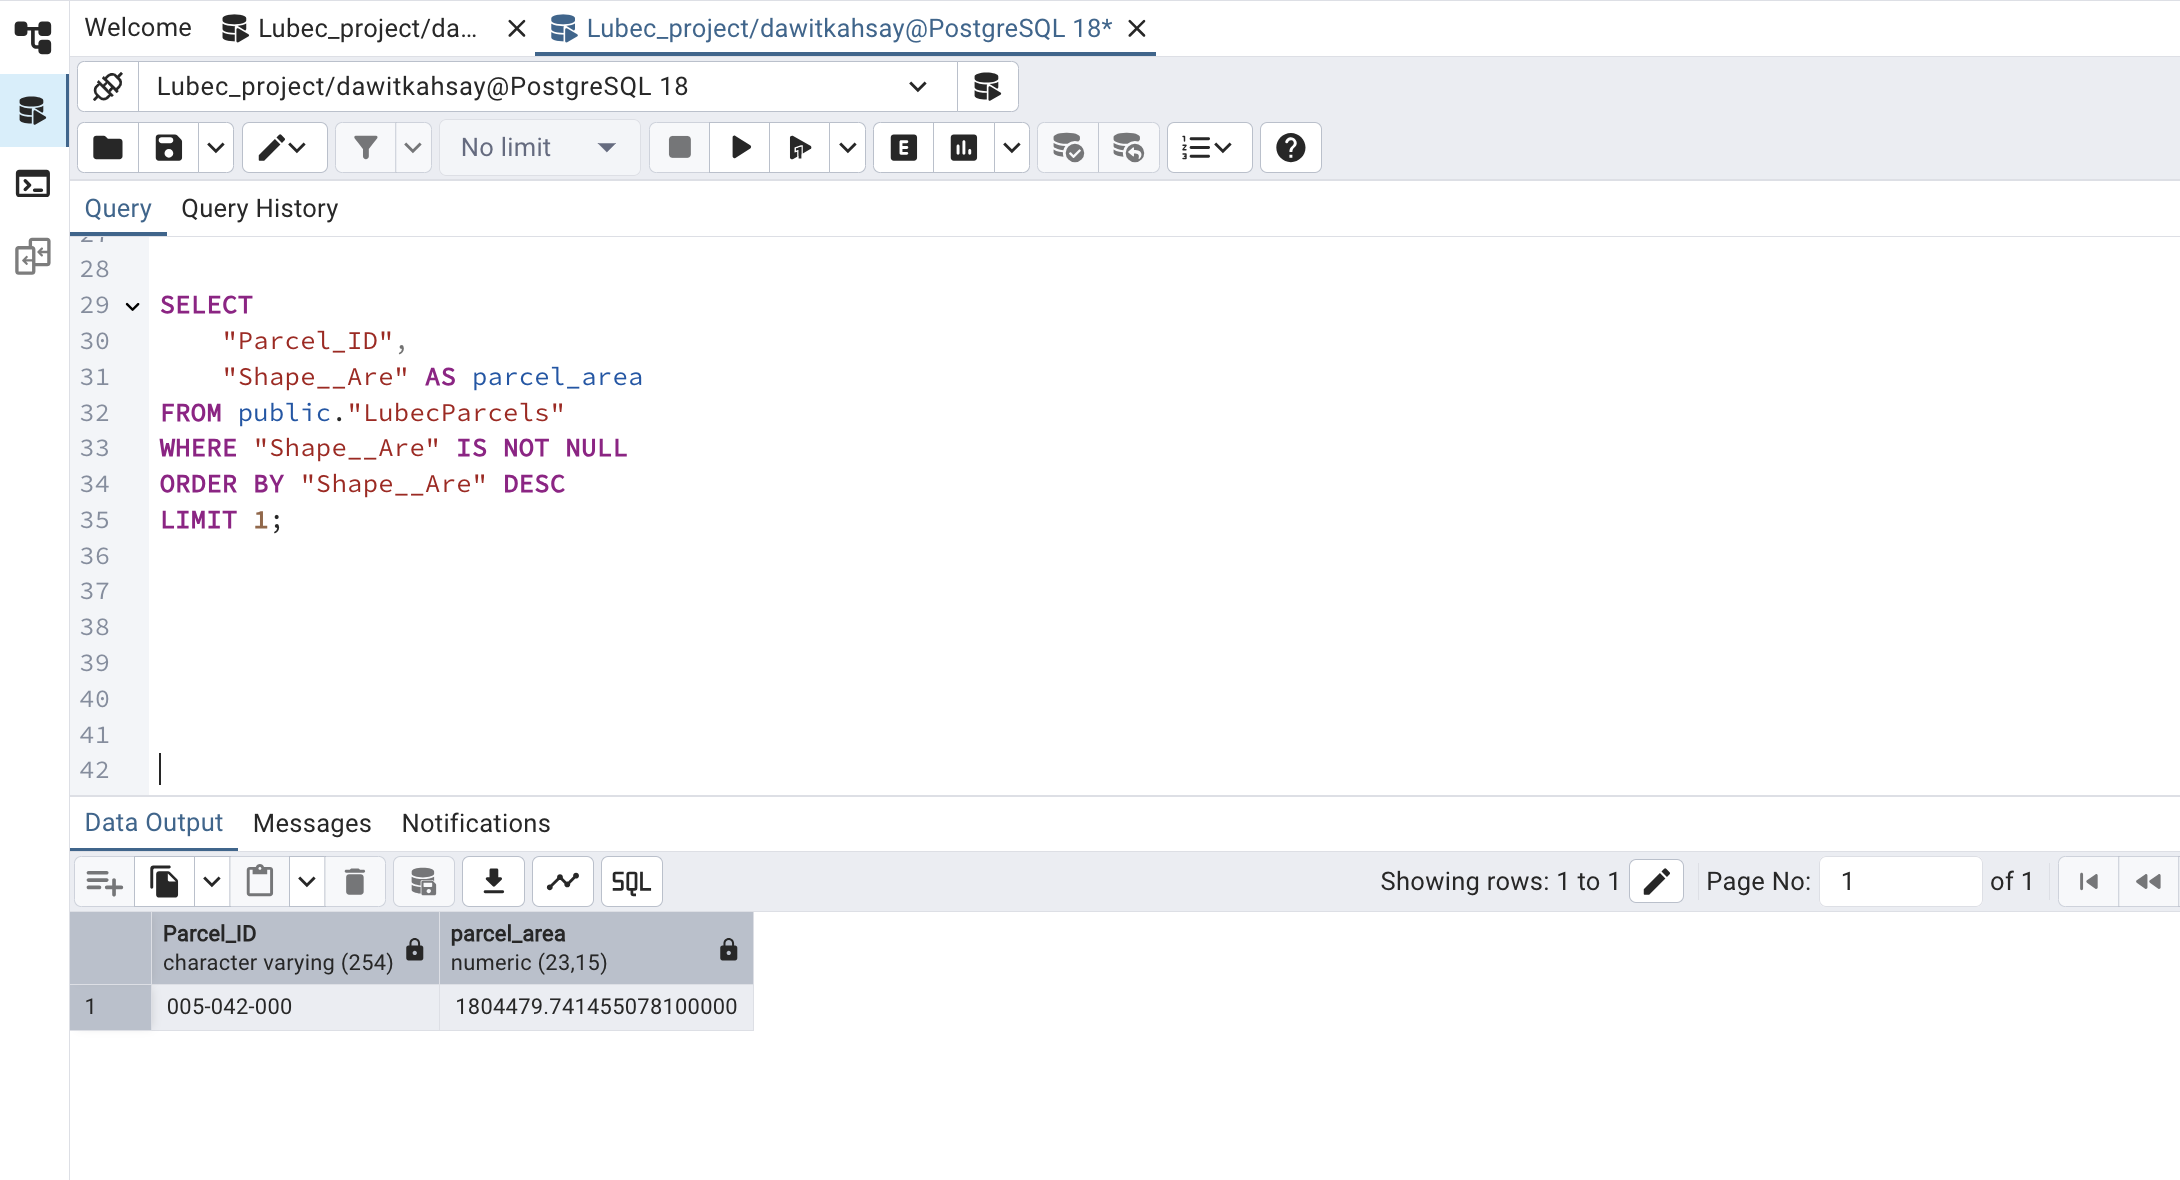 Welcome Lubec_project/da... Lubec_project/dawitkahsay@PostgreSQL 18*
Lubec_project/dawitkahsay@PostgreSQL 18
No limit
Query Query History
27
28
29 SELECT
30 "Parcel_ID",
31 "Shape__Are" AS parcel_area
32 FROM public."LubecParcels"
33 WHERE "Shape__Are" IS NOT NULL
34 ORDER BY "Shape__Are" DESC
35 LIMIT 1;
36
37
38
39
40
41
42
Data Output Messages Notifications
SQL Showing rows: 1 to 1 Page No: 1 of 1
Parcel_ID parcel_area
character varying (254) numeric (23,15)
1 005-042-000 1804479.741455078100000